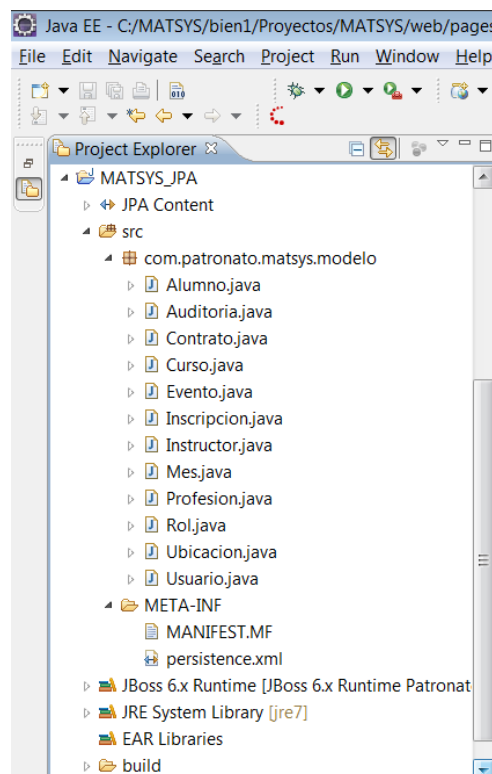 Java EE - C:/MATSYS/bien1/Proyectos/MATSYS/web/pages
File Edit Navigate Search Project Run Window Help
010
Project Explorer
MATSYS_JPA
JPA Content
src
com.patronato.matsys.modelo
Alumno.java
Auditoria.java
Contrato.java
Curso.java
Evento.java
Inscripcion.java
Instructor.java
Mes.java
Profesion.java
Rol.java
Ubicacion.java
Usuario.java
META-INF
MANIFEST.MF
persistence.xml
JBoss 6.x Runtime [JBoss 6.x Runtime Patronat
JRE System Library [jre7]
EAR Libraries
build